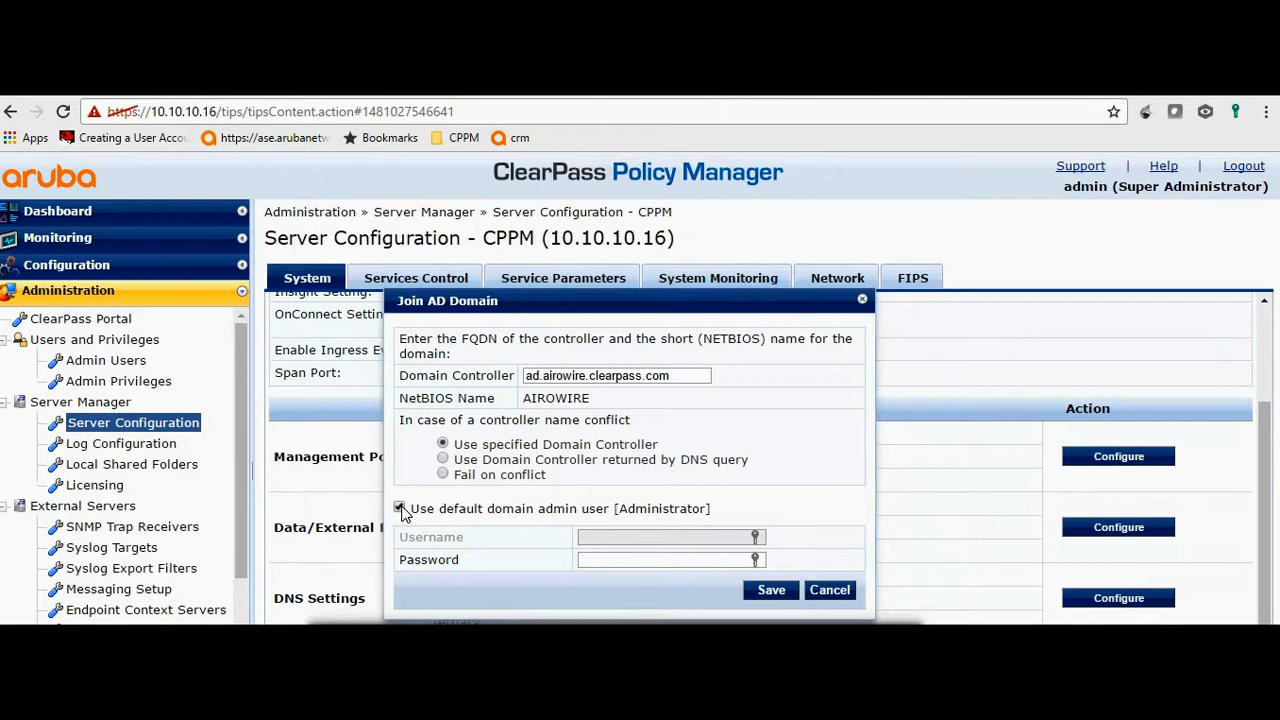 https://10.10.10.16/tips/tipsContent.action#1481027546641
Apps Creating a User Accou https://ase.arubanetw Bookmarks CPPM crm
aruba
ClearPass Policy Manager
Support | Help | Logout
admin (Super Administrator)
Dashboard
Monitoring
Configuration
Administration
ClearPass Portal
Users and Privileges
Admin Users
Admin Privileges
Server Manager
Server Configuration
Log Configuration
Local Shared Folders
Licensing
External Servers
SNMP Trap Receivers
Syslog Targets
Syslog Export Filters
Messaging Setup
Endpoint Context Servers
Administration » Server Manager » Server Configuration - CPPM
Server Configuration - CPPM (10.10.10.16)
System Services Control Service Parameters System Monitoring Network FIPS
Insight Setting:
OnConnect Settin
Enable Ingress Ev
Span Port:
Action
Management Po
Configure
Data/External
Configure
DNS Settings
Configure
Join AD Domain
Enter the FQDN of the controller and the short (NETBIOS) name for the
domain:
Domain Controller ad.airowire.clearpass.com
NetBIOS Name AIROWIRE
In case of a controller name conflict
Use specified Domain Controller
Use Domain Controller returned by DNS query
Fail on conflict
Use default domain admin user [Administrator]
Username
Password
Save Cancel